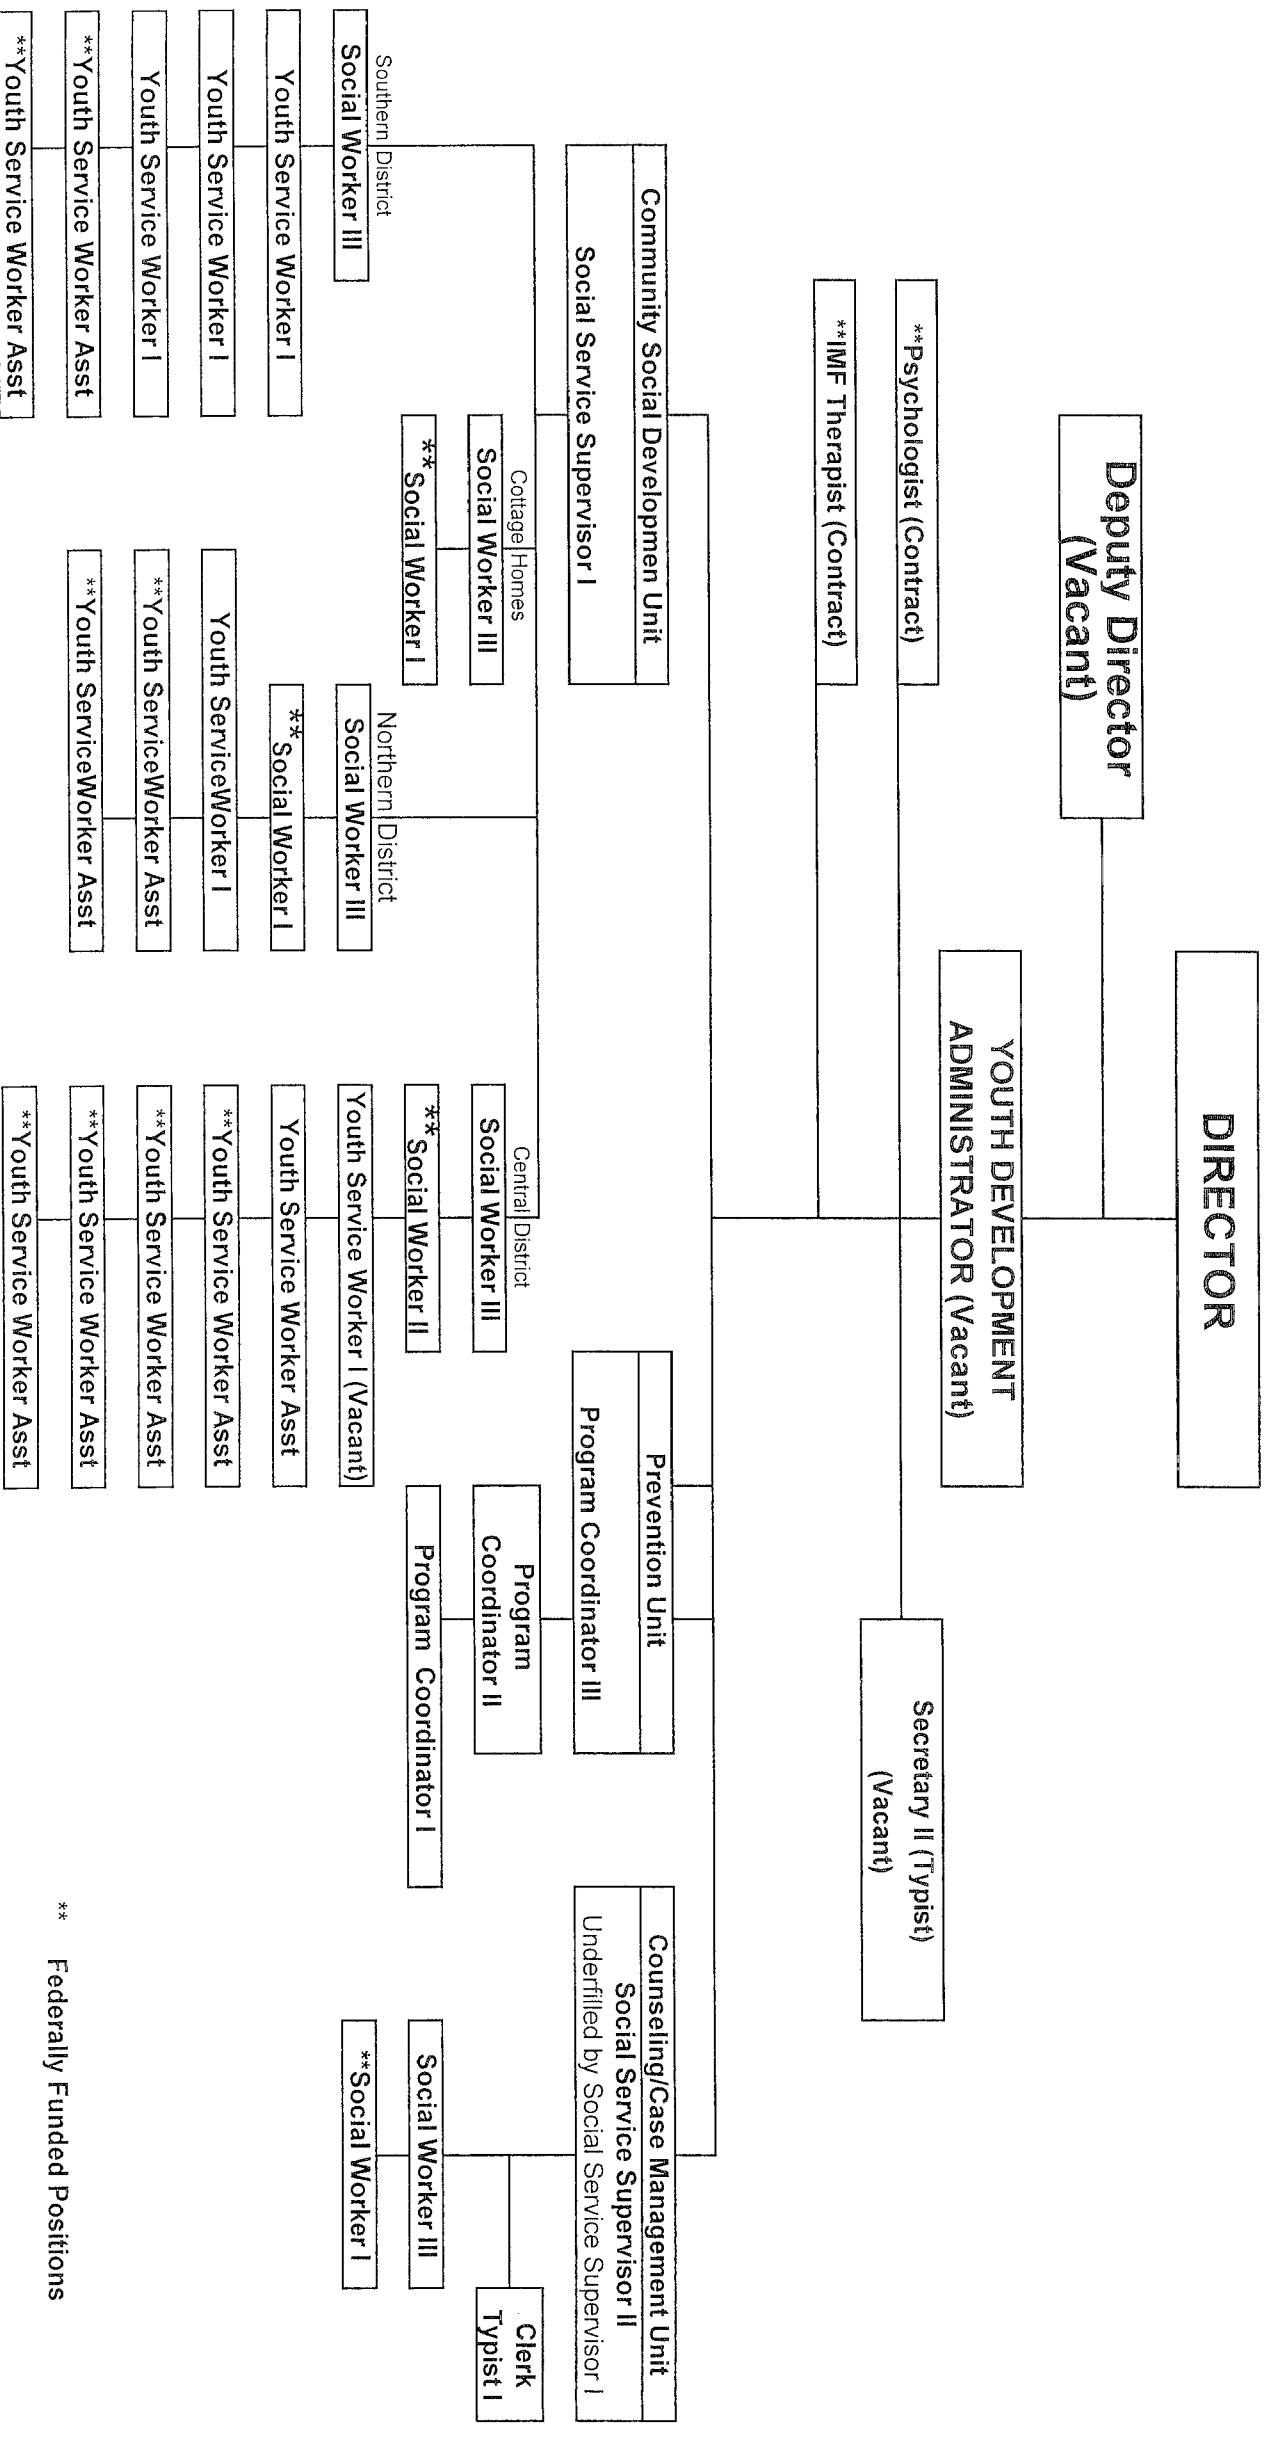 DIRECTOR
Deputy Director
(Vacant)
YOUTH DEVELOPMENT
ADMINISTRATOR (Vacant)
**Psychologist (Contract)
Secretary II (Typist)
(Vacant)
**IMF Therapist (Contract)
Community Social Developmen Unit
Social Service Supervisor I
Prevention Unit
Program Coordinator III
Counseling/Case Management Unit
Social Service Supervisor II
Underfilled by Social Service Supervisor I
Southern District
Social Worker III
Youth Service Worker I
Youth Service Worker I
Youth Service Worker I
**Youth Service Worker Asst
**Youth Service Worker Asst
Cottage Homes
Social Worker III
**Social Worker I
Northern District
Social Worker III
**Social Worker I
Youth ServiceWorker I
**Youth ServiceWorker Asst
**Youth ServiceWorker Asst
Central District
Social Worker III
**Social Worker II
Youth Service Worker I (Vacant)
Youth Service Worker Asst
**Youth Service Worker Asst
**Youth Service Worker Asst
**Youth Service Worker Asst
**Youth Service Worker Asst
Program
Coordinator II
Program Coordinator I
Clerk
Typist I
Social Worker III
**Social Worker I
** Federally Funded Positions